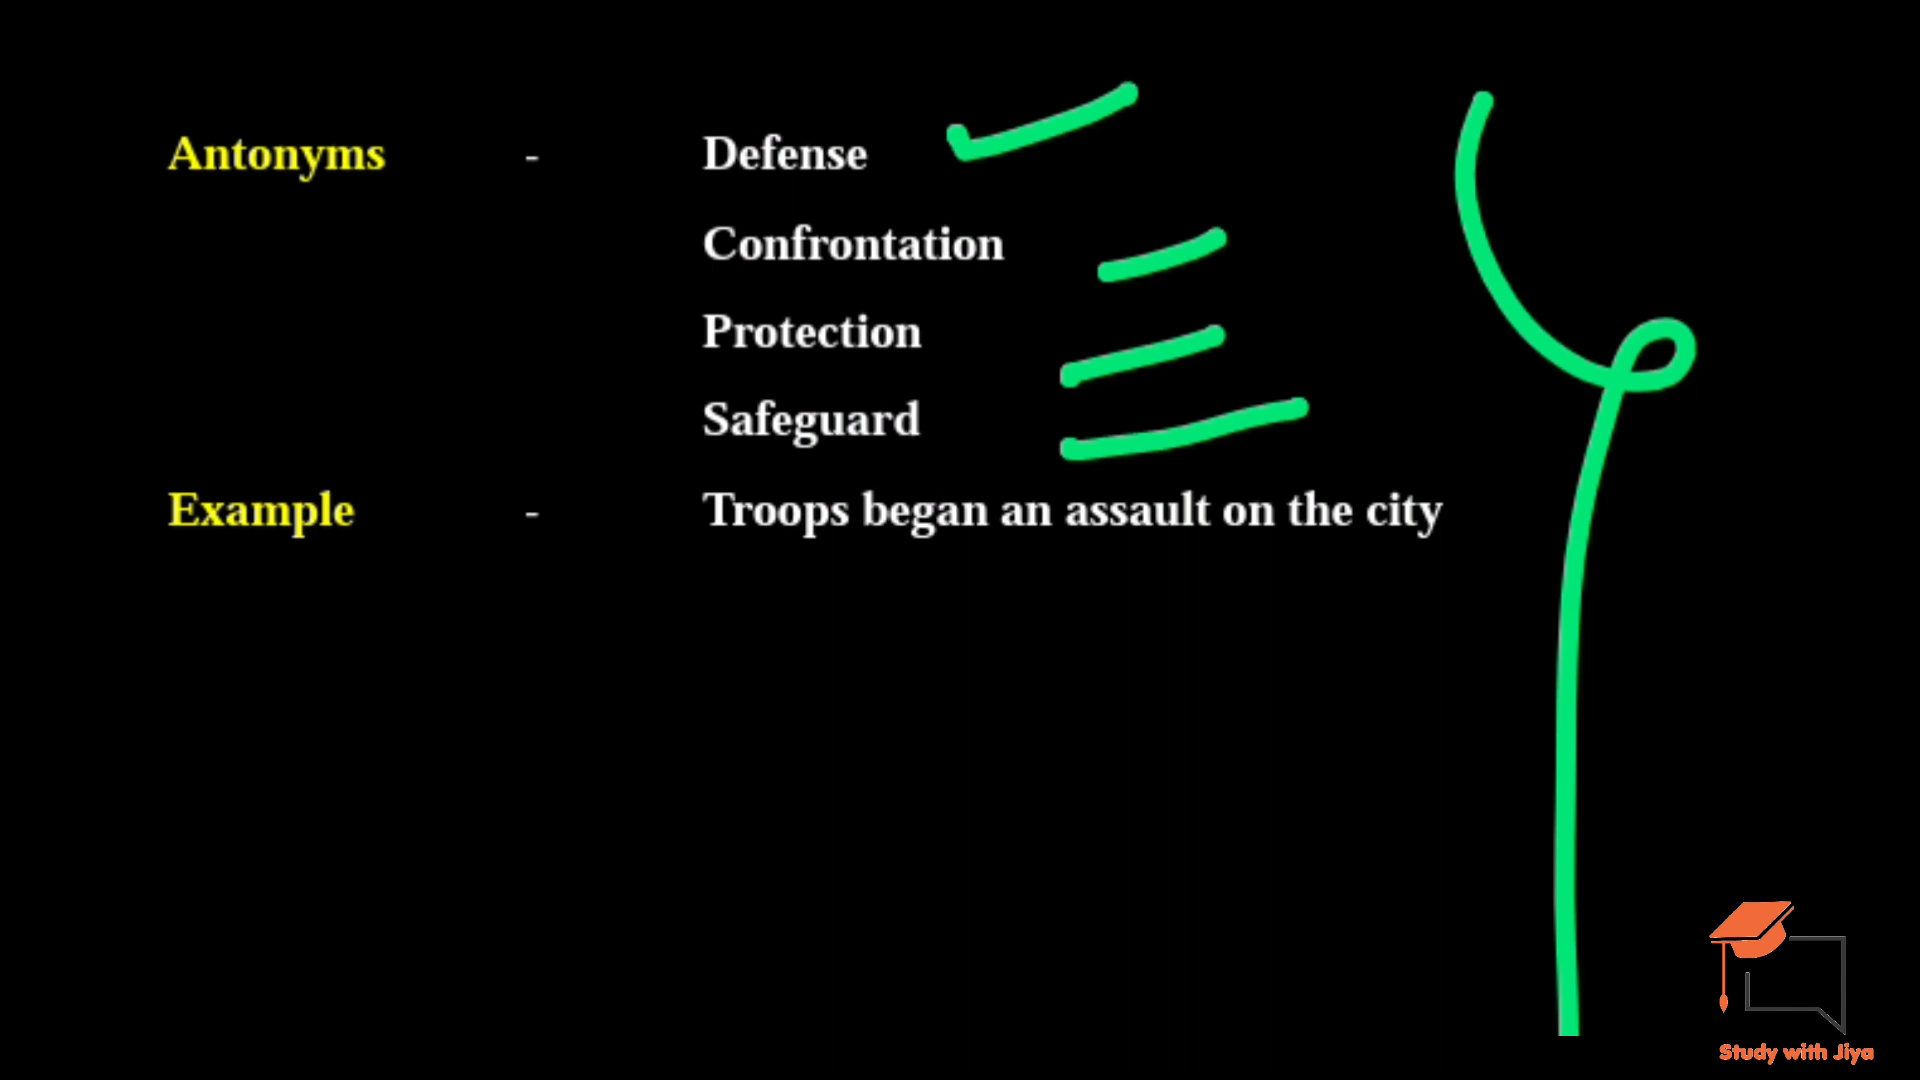 Antonyms - Defense
Confrontation
Protection
Safeguard
Example - Troops began an assault on the city
Study with Jiya